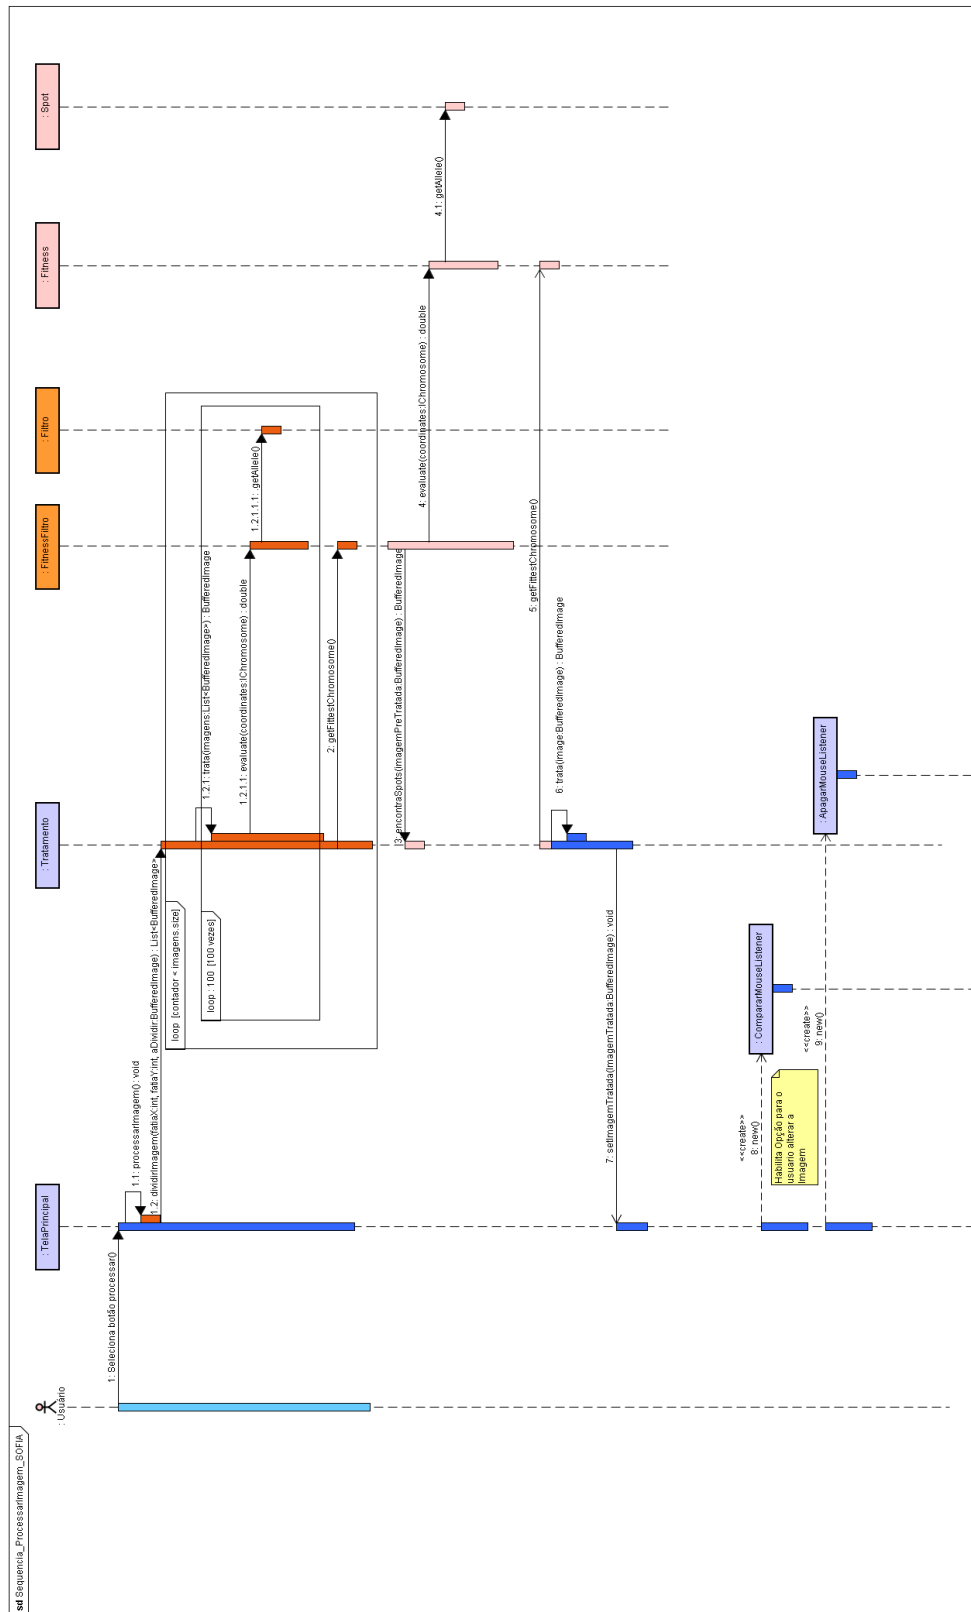 sd Sequencia_ProcessarImagem_SOFIA
: Usuário
: TelaPrincipal
: Tratamento
: FitnessFiltro
: Filtro
: Fitness
: Spot
1: Seleciona botão processar()
1.1: processarImagem() : void
1.2: dividirImagem(fatiaX:int, fatiaY:int, aDividir:BufferedImage) : List<BufferedImage>
loop [contador < imagens.size]
1.2.1: trata(imagens:List<BufferedImage>) : BufferedImage
loop : 100 [100 vezes]
1.2.1.1: evaluate(coordinates:IChromosome) : double
1.2.1.1.1: getAllele()
2: getFittestChromosome()
3: encontraSpots(imagemPreTratada:BufferedImage) : BufferedImage
4: evaluate(coordinates:IChromosome) : double
4.1: getAllele()
5: getFittestChromosome()
6: trata(image:BufferedImage) : BufferedImage
7: setImagemTratada(ImagemTratada:BufferedImage) : void
<<create>>
8: new()
: CompararMouseListener
Habilita Opção para o
usuario alterar a
Imagem
<<create>>
9: new()
: ApagarMouseListener